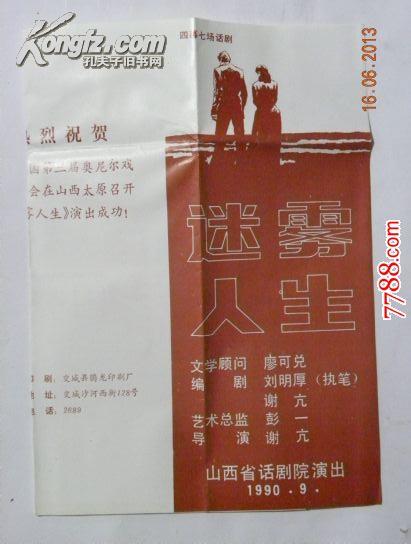 Kongfz.com
孔夫子旧书网
16.06.2013
7788.com
四幕七场话剧
烈祝贺
国第三届奥尼尔戏
会在山西太原召开
雾人生》演出成功!
迷雾
人生
文学顾问 廖可兑
编 剧 刘明厚(执笔)
谢亢
艺术总监 彭一
导 演 谢亢
山西省话剧院演出
1990.9.
刷:交城县腾龙印刷厂
址:交城沙河西街128号
话:2689